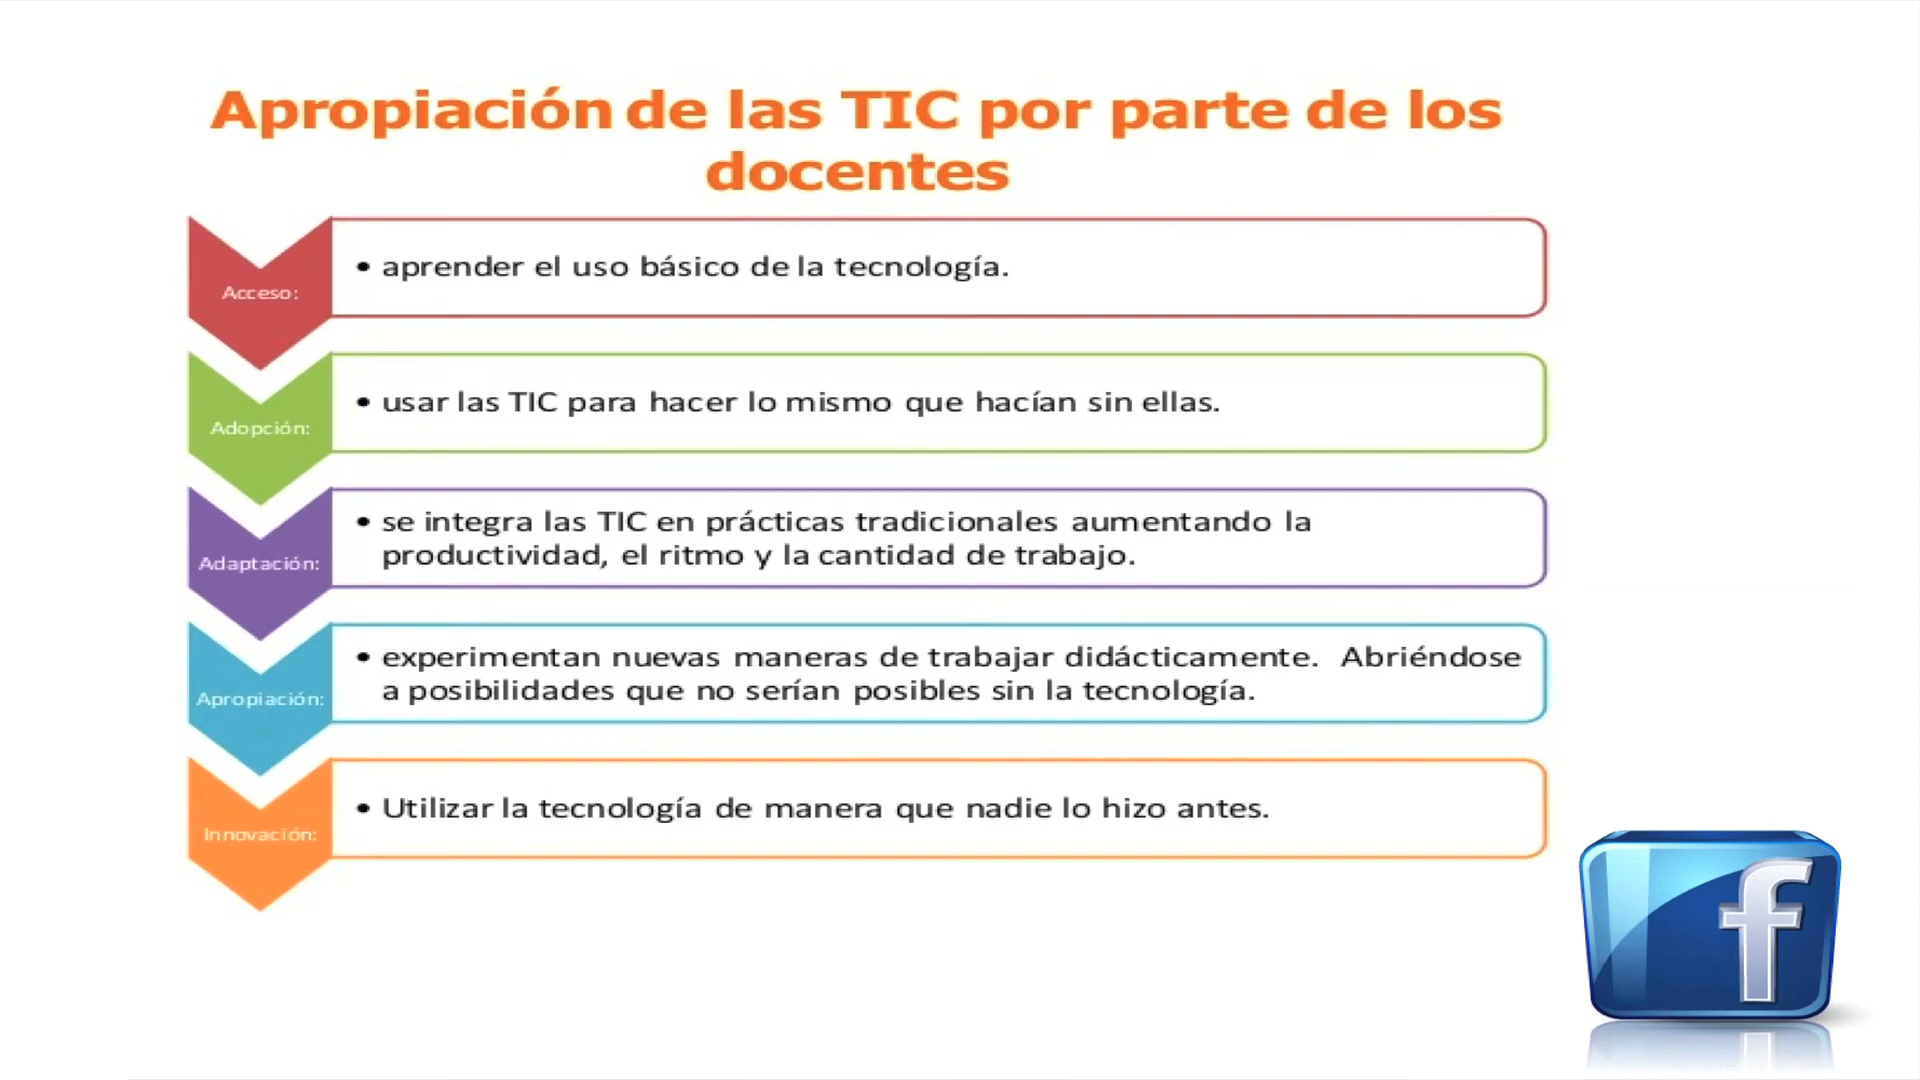 Apropiación de las TIC por parte de los
docentes
Acceso:
• aprender el uso básico de la tecnología.
Adopción:
• usar las TIC para hacer lo mismo que hacían sin ellas.
Adaptación:
• se integra las TIC en prácticas tradicionales aumentando la
productividad, el ritmo y la cantidad de trabajo.
Apropiación:
• experimentan nuevas maneras de trabajar didácticamente. Abriéndose
a posibilidades que no serían posibles sin la tecnología.
Innovación:
• Utilizar la tecnología de manera que nadie lo hizo antes.
f